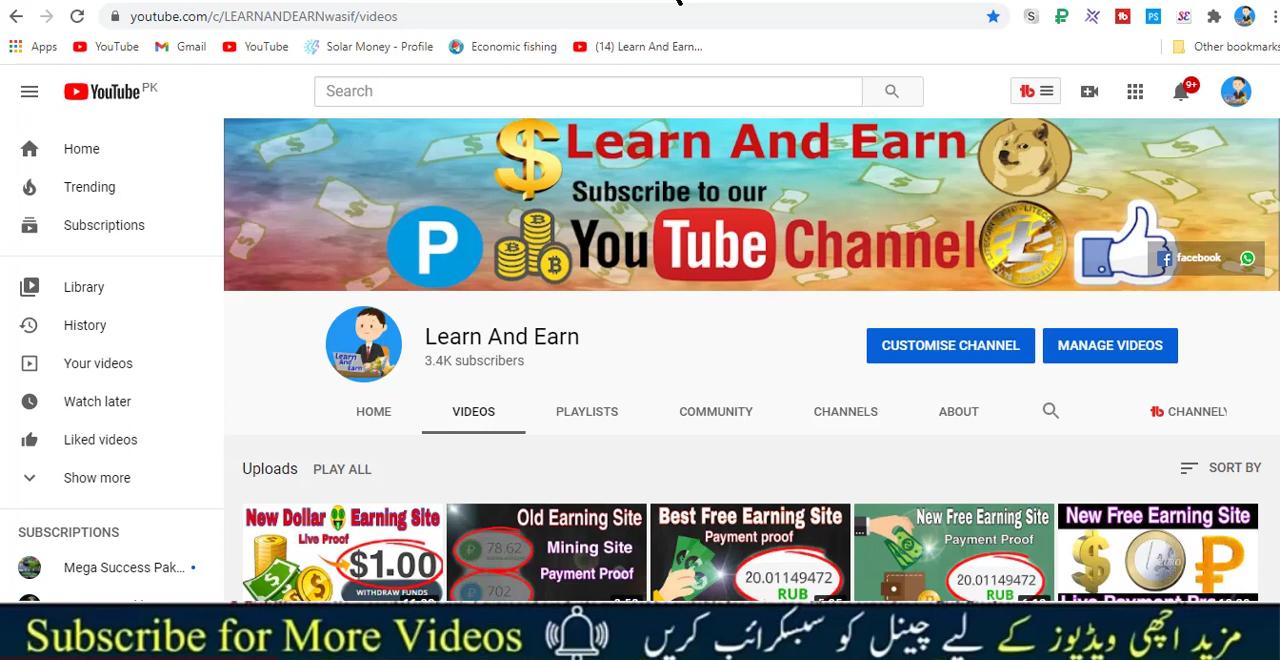 youtube.com/c/LEARNANDEARNwasif/videos
Apps YouTube Gmail YouTube Solar Money - Profile Economic fishing (14) Learn And Earn... Other bookmarks
YouTube PK Search 9+
Home
Trending
Subscriptions
Library
History
Your videos
Watch later
Liked videos
Show more
SUBSCRIPTIONS
Mega Success Pak...
Learn And Earn
Subscribe to our
You Tube Channel
facebook
Learn And Earn
3.4K subscribers
CUSTOMISE CHANNEL MANAGE VIDEOS
HOME VIDEOS PLAYLISTS COMMUNITY CHANNELS ABOUT CHANNELY
Uploads PLAY ALL SORT BY
New Dollar Earning Site
Live Proof
$1.00
WITHDRAW FUNDS
Old Earning Site
78.62 Mining Site
Payment Proof
702
Best Free Earning Site
Payment proof
20.01149472
RUB
New Free Earning Site
Payment Proof
20.01149472
RUB
New Free Earning Site
Subscribe for More Videos مزید اچھی ویڈیوز کے لیے چینل کو سبسکرائب کریں